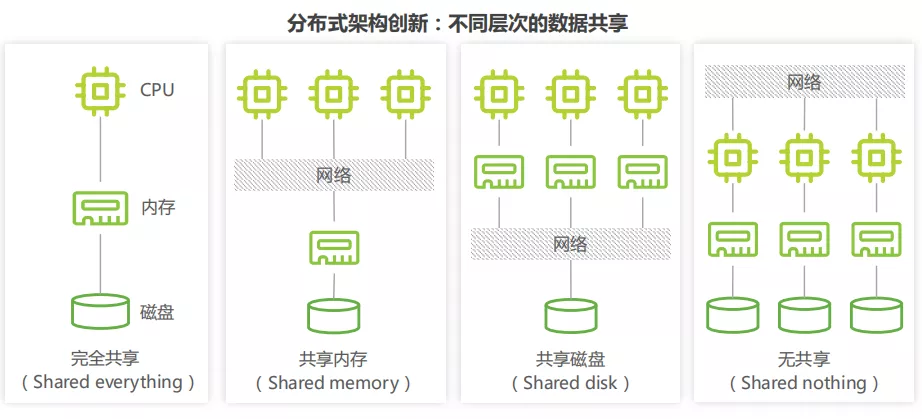 分布式架构创新：不同层次的数据共享
CPU
内存
磁盘
完全共享
（Shared everything）
网络
共享内存
（Shared memory）
网络
共享磁盘
（Shared disk）
网络
无共享
（Shared nothing）